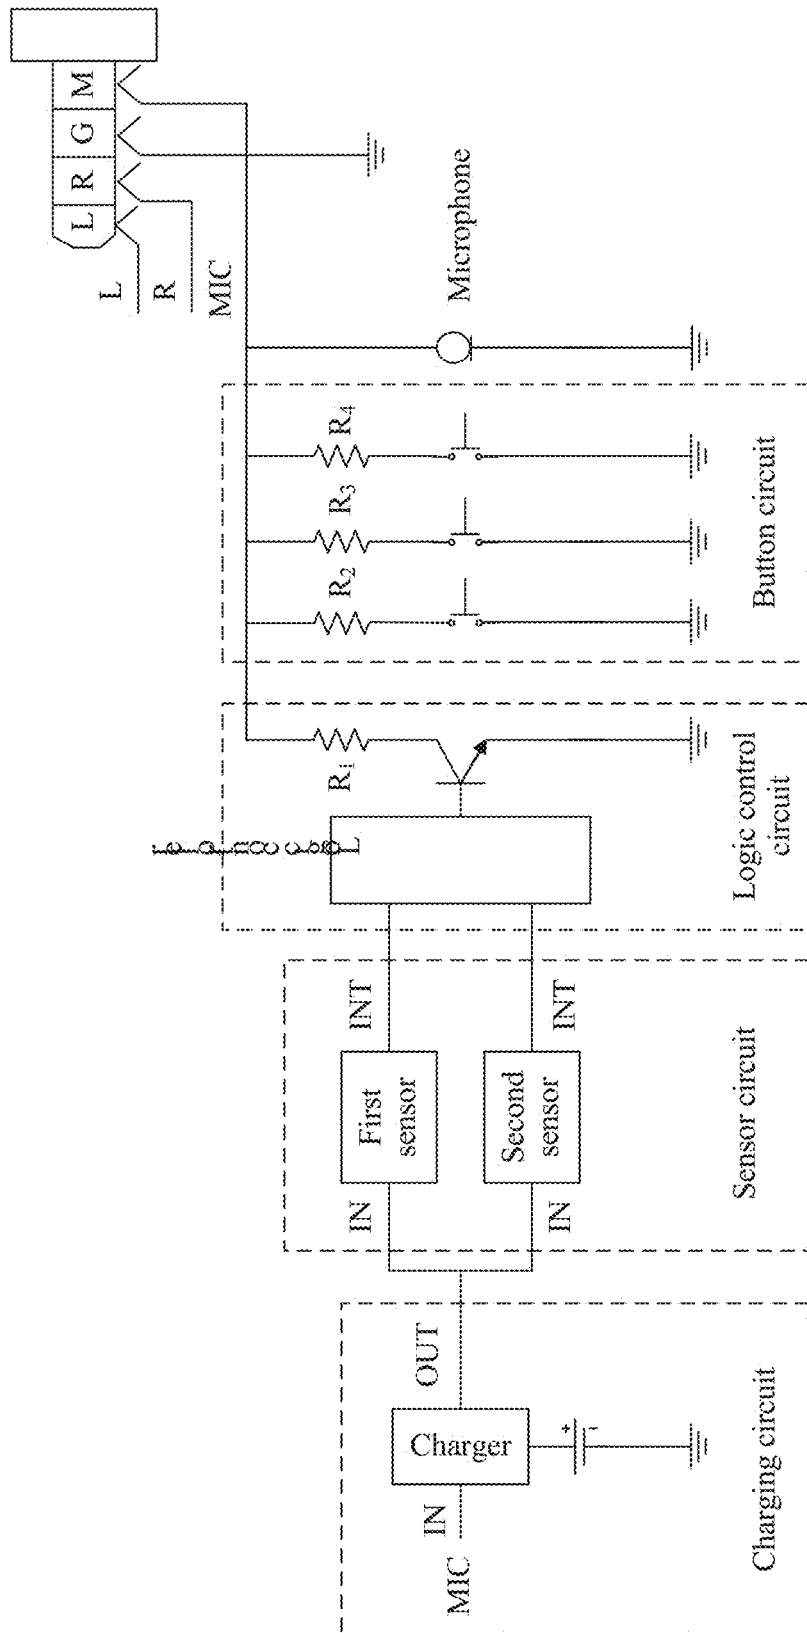 M
G
R
L
L
R
MIC
Microphone
R4
R3
R2
Button circuit
R1
Logic control
circuit
INT
INT
First
sensor
Second
sensor
IN
IN
Sensor circuit
OUT
Charger
IN
MIC
+
-
Charging circuit